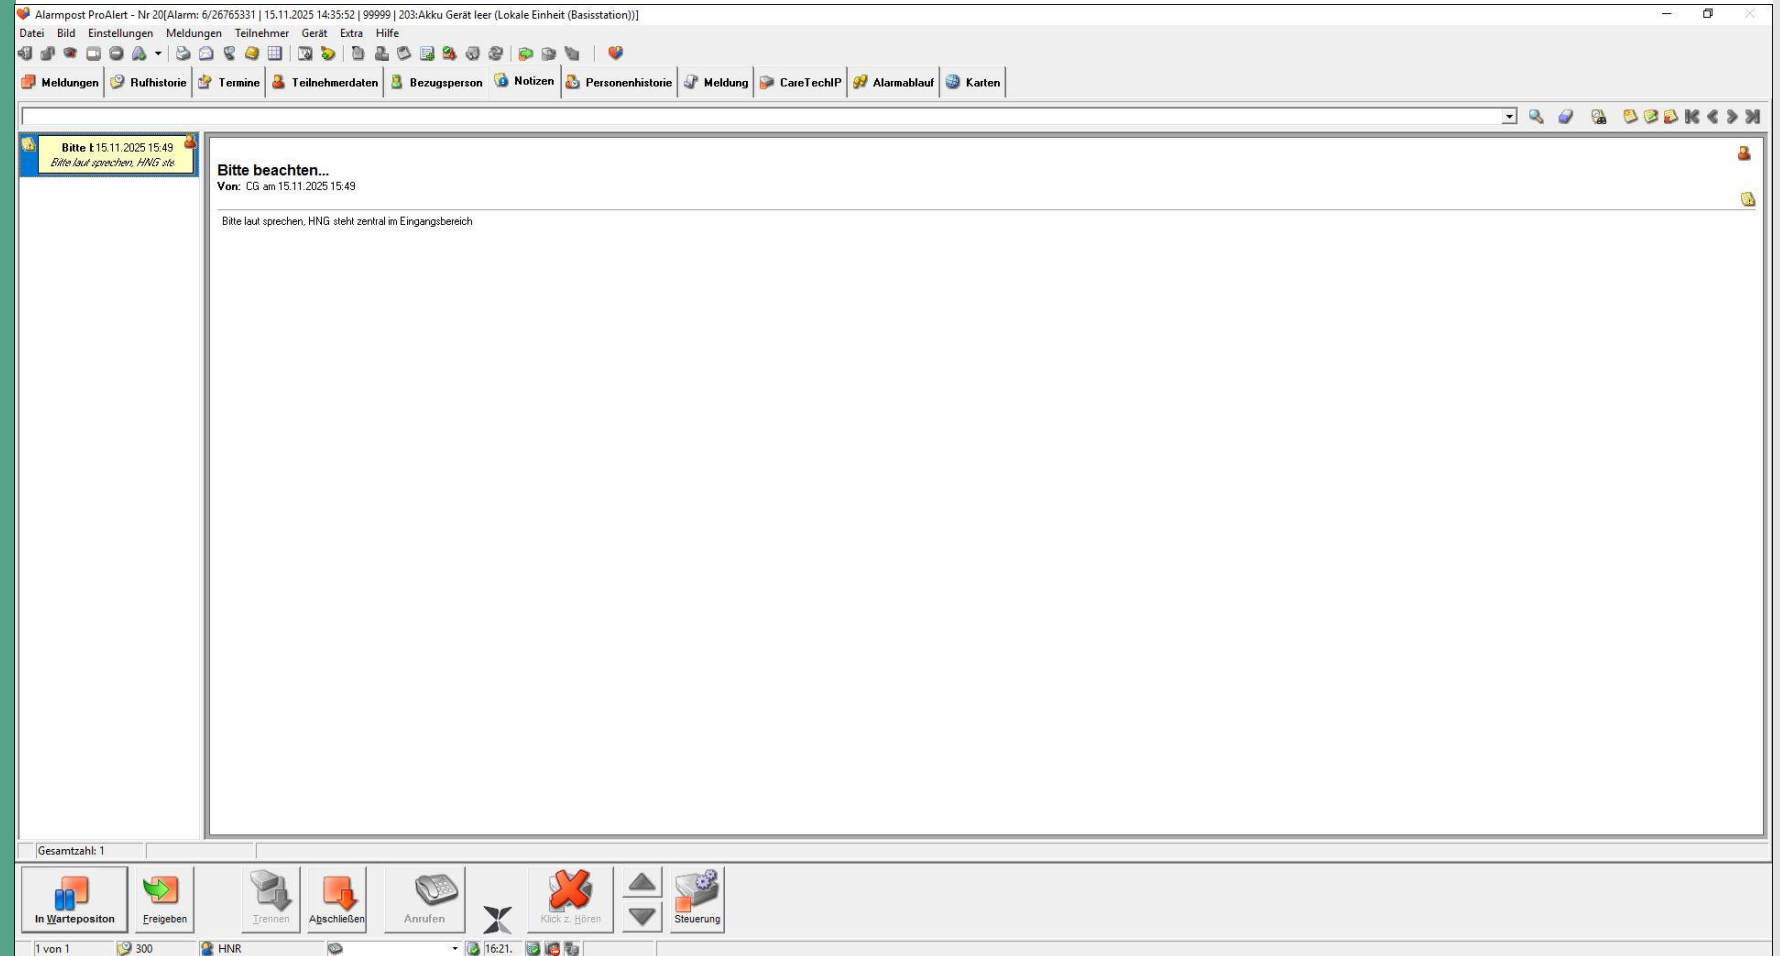 Alarmpost ProAlert - Nr 20[Alarm: 6/26765331 | 15.11.2025 14:35:52 | 99999 | 203:Akku Gerät leer (Lokale Einheit (Basisstation))]
Datei Bild Einstellungen Meldungen Teilnehmer Gerät Extra Hilfe
Meldungen Rufhistorie Termine Teilnehmerdaten Bezugsperson Notizen Personenhistorie Meldung CareTechIP Alarmablauf Karten
Bitte b 15.11.2025 15:49
Bitte laut sprechen, HNG ste
Bitte beachten...
Von: CG am 15.11.2025 15:49
Bitte laut sprechen, HNG steht zentral im Eingangsbereich
Gesamtzahl: 1
In Wartepositon Freigeben Trennen Abschließen Anrufen Klick z. Hören Steuerung
1 von 1 300 HNR 16:21.